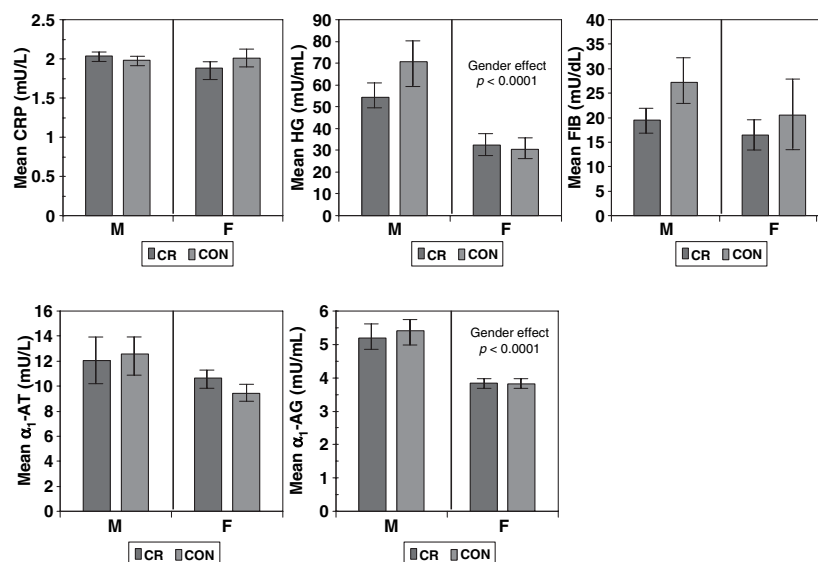 Mean CRP (mU/L)
2.5
2
1.5
1
0.5
0
M F
CR CON
Mean HG (mU/mL)
90
80
70
60
50
40
30
20
10
0
Gender effect
p < 0.0001
M F
CR CON
Mean FIB (mU/dL)
40
35
30
25
20
15
10
5
0
M F
CR CON
Mean α₁-AT (mU/L)
16
14
12
10
8
6
4
2
0
M F
CR CON
Mean α₁-AG (mU/mL)
6
5
4
3
2
1
0
Gender effect
p < 0.0001
M F
CR CON